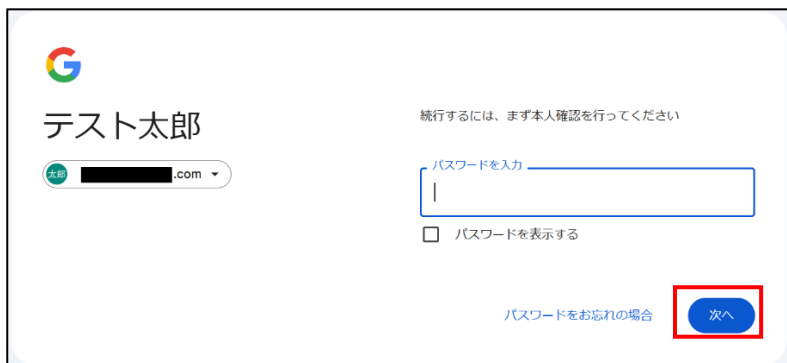 テスト太郎
太郎 .com
続行するには、まず本人確認を行ってください
パスワードを入力
パスワードを表示する
パスワードをお忘れの場合
次へ